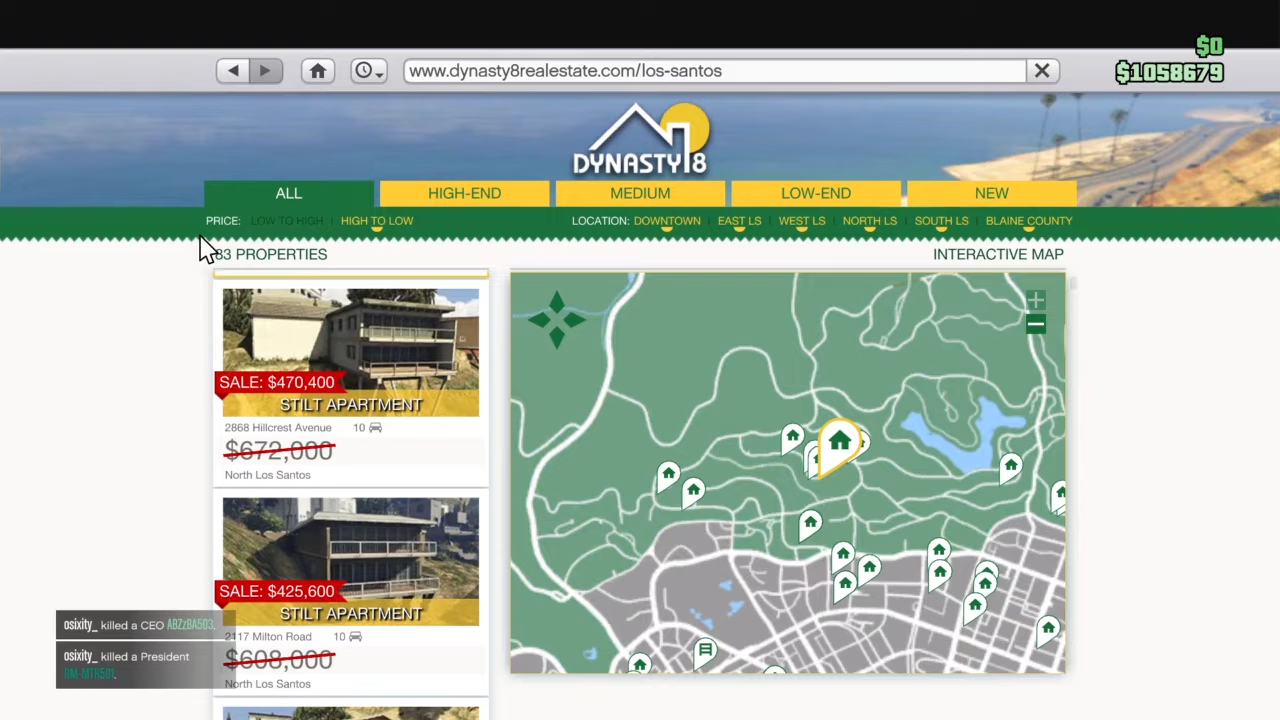 $0
$1058679
www.dynasty8realestate.com/los-santos
DYNASTY 8
ALL
HIGH-END
MEDIUM
LOW-END
NEW
PRICE: LOW TO HIGH HIGH TO LOW
LOCATION: DOWNTOWN EAST LS WEST LS NORTH LS SOUTH LS BLAINE COUNTY
83 PROPERTIES
INTERACTIVE MAP
SALE: $470,400
STILT APARTMENT
2868 Hillcrest Avenue 10
$672,000
North Los Santos
SALE: $425,600
STILT APARTMENT
2117 Milton Road 10
$608,000
North Los Santos
osixity_ killed a CEO ABZzBA503.
osixity_ killed a President